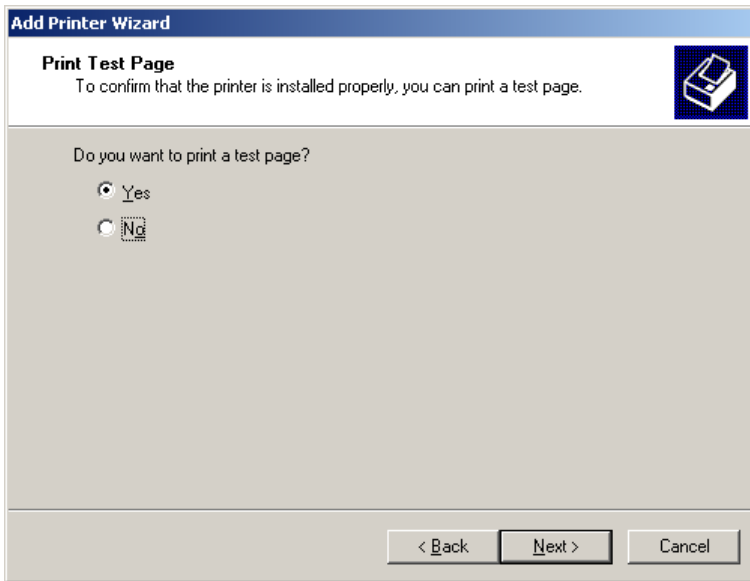 Add Printer Wizard
Print Test Page
To confirm that the printer is installed properly, you can print a test page.
Do you want to print a test page?
Yes
No
< Back
Next >
Cancel